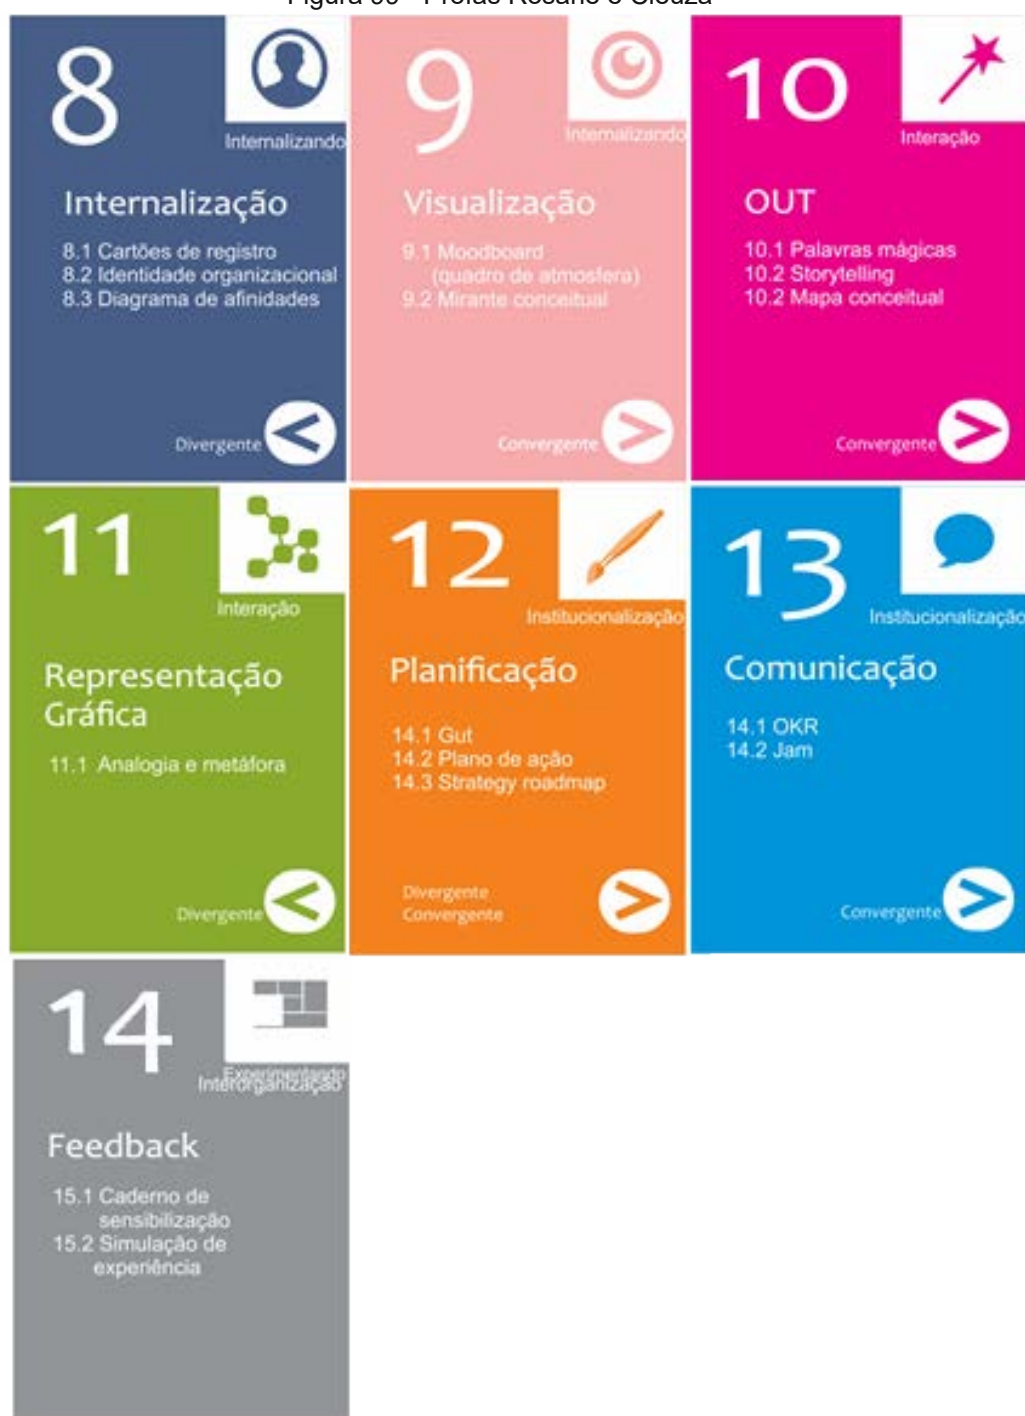 8
Internalizando
Internalização
8.1 Cartões de registro
8.2 Identidade organizacional
8.3 Diagrama de afinidades
Divergente
9
Internalizando
Visualização
9.1 Moodboard
(quadro de atmosfera)
9.2 Mirante conceitual
Convergente
10
Interação
OUT
10.1 Palavras mágicas
10.2 Storytelling
10.2 Mapa conceitual
Convergente
11
Interação
Representação
Gráfica
11.1 Analogia e metáfora
Divergente
12
Institucionalização
Planificação
14.1 Gut
14.2 Plano de ação
14.3 Strategy roadmap
Divergente
Convergente
13
Institucionalização
Comunicação
14.1 OKR
14.2 Jam
Convergente
14
Experimentando
Interorganização
Feedback
15.1 Caderno de
sensibilização
15.2 Simulação de
experiência